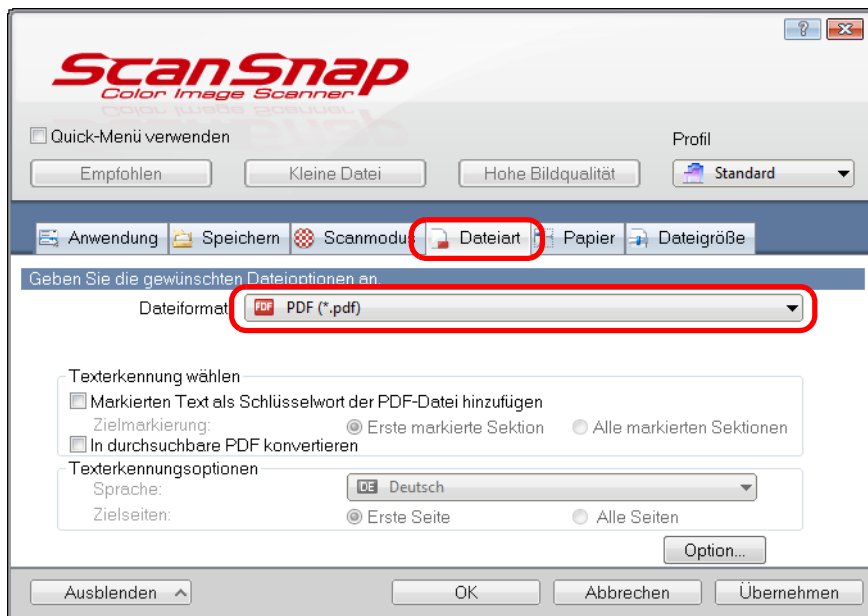 ScanSnap
Color Image Scanner
Quick-Menü verwenden
Profil
Empfohlen Kleine Datei Hohe Bildqualität Standard
Anwendung Speichern Scanmodus Dateiart Papier Dateigröße
Geben Sie die gewünschten Dateioptionen an.
Dateiformat: PDF PDF (*.pdf)
Texterkennung wählen
Markierten Text als Schlüsselwort der PDF-Datei hinzufügen
Zielmarkierung: Erste markierte Sektion Alle markierten Sektionen
In durchsuchbare PDF konvertieren
Texterkennungsoptionen
Sprache: DE Deutsch
Zielseiten: Erste Seite Alle Seiten
Option...
Ausblenden OK Abbrechen Übernehmen